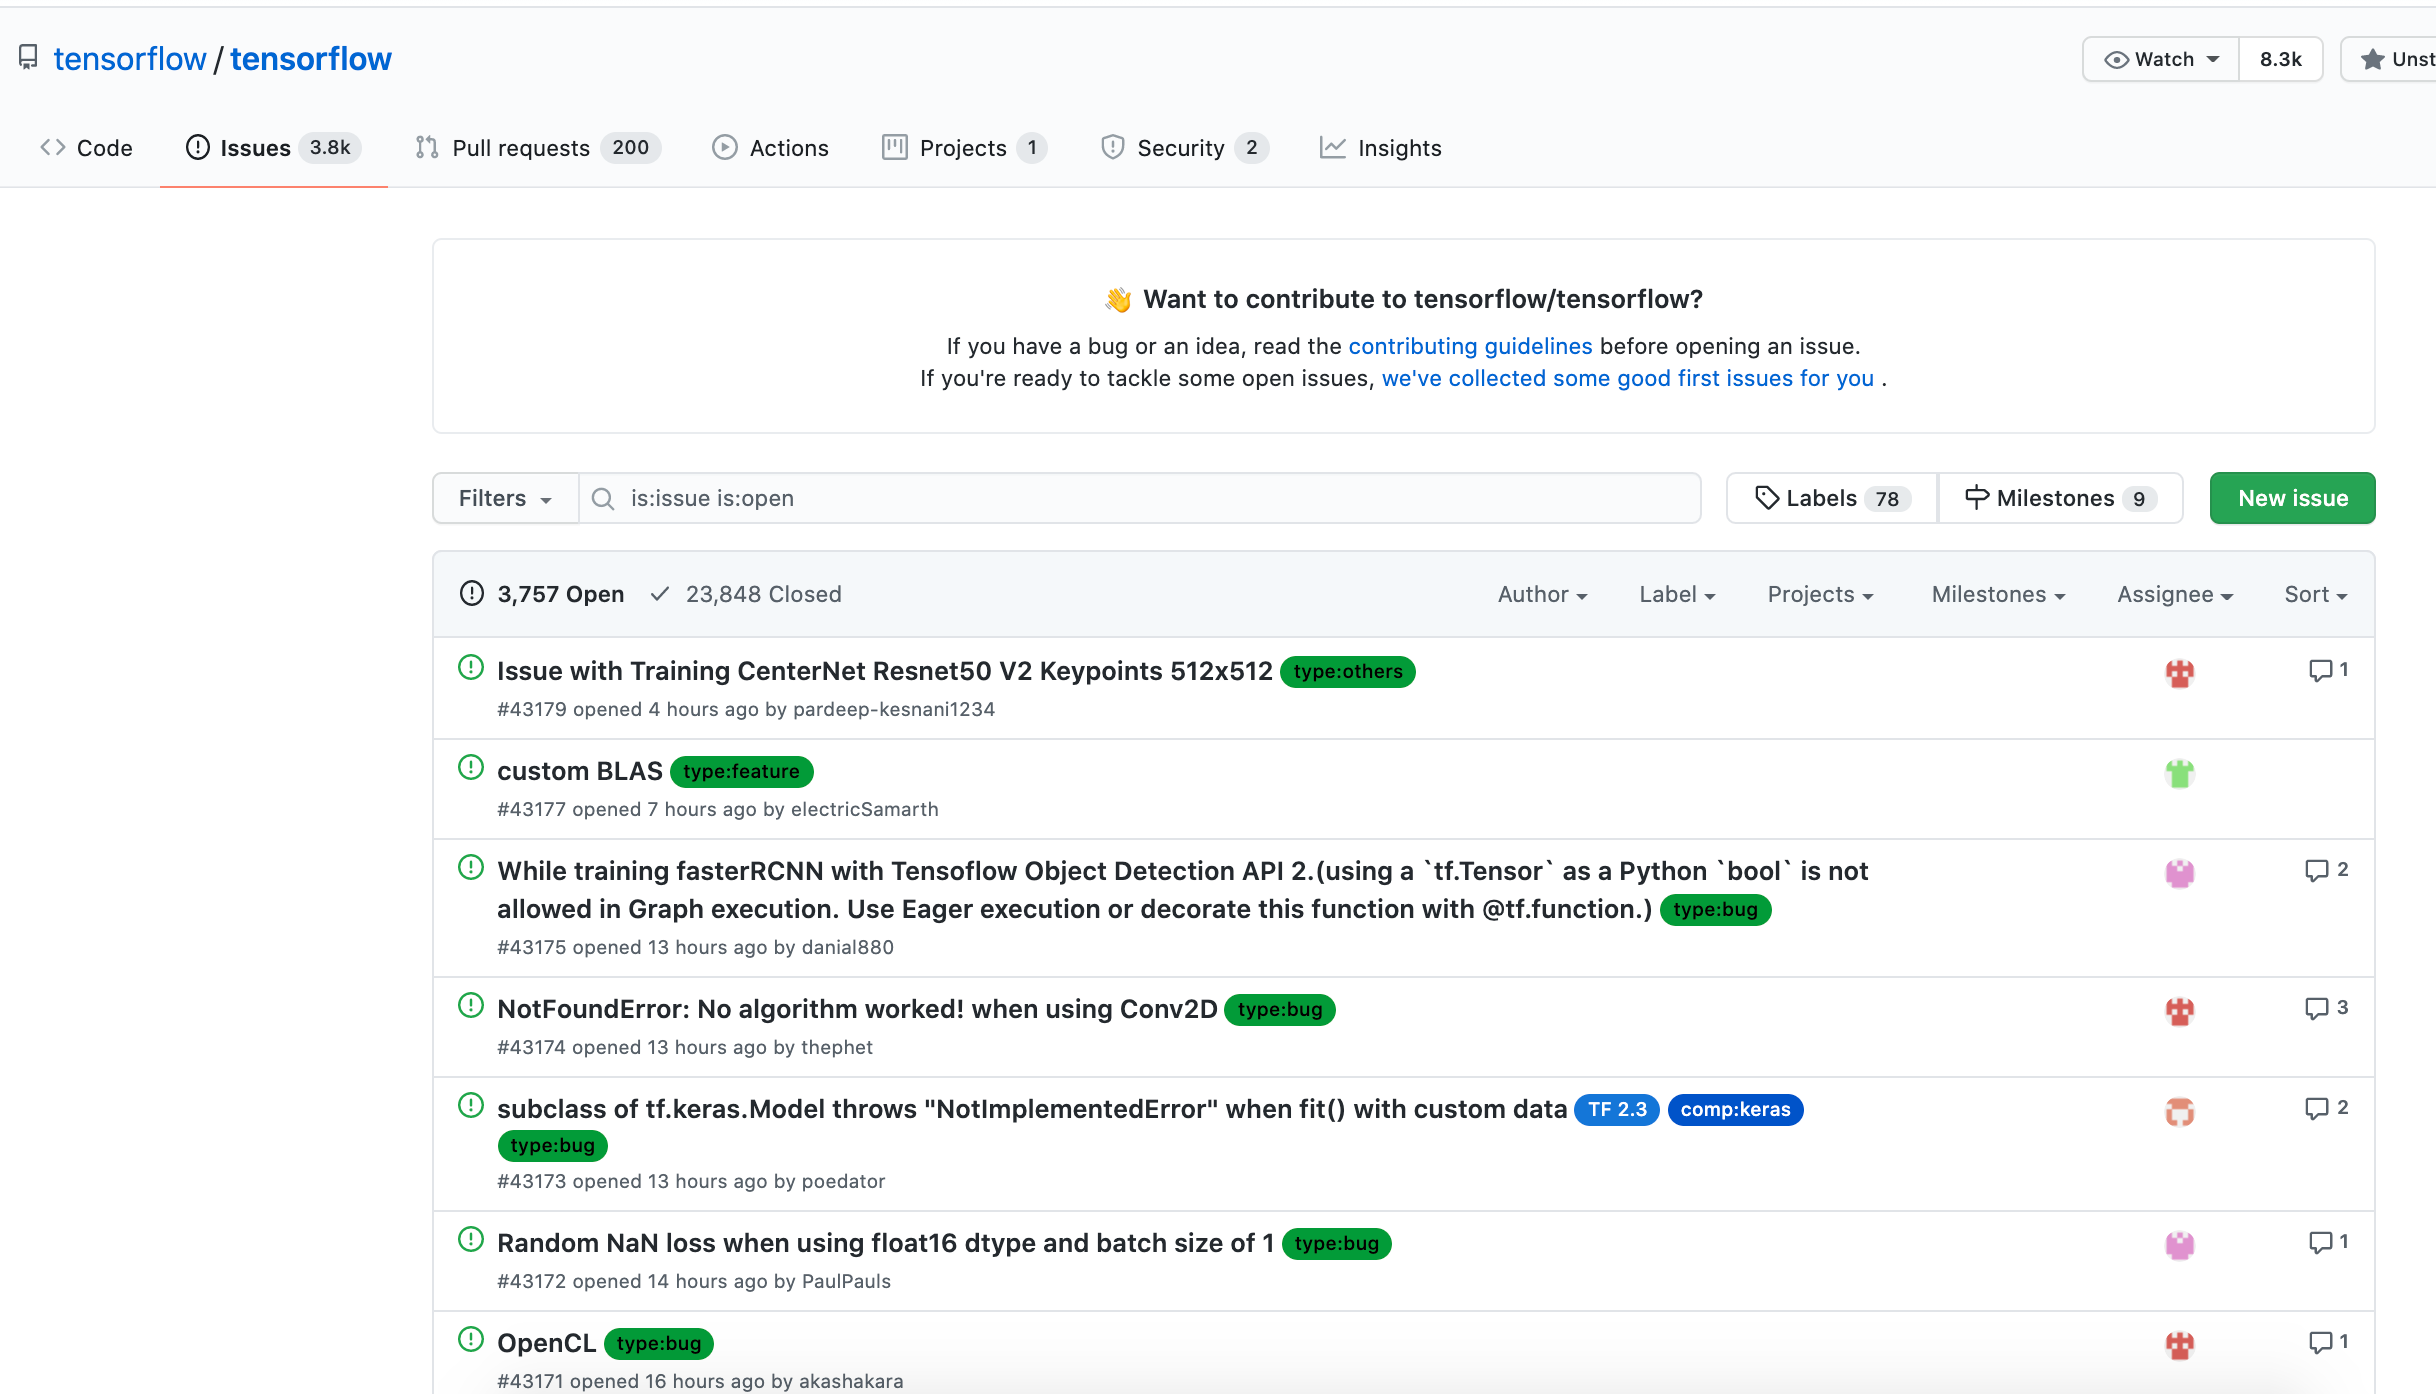 tensorflow / tensorflow
Watch 8.3k Unst
Code Issues 3.8k Pull requests 200 Actions Projects 1 Security 2 Insights
👋 Want to contribute to tensorflow/tensorflow?
If you have a bug or an idea, read the contributing guidelines before opening an issue.
If you're ready to tackle some open issues, we've collected some good first issues for you .
Filters is:issue is:open Labels 78 Milestones 9 New issue
3,757 Open 23,848 Closed Author Label Projects Milestones Assignee Sort
Issue with Training CenterNet Resnet50 V2 Keypoints 512x512 type:others 1
#43179 opened 4 hours ago by pardeep-kesnani1234
custom BLAS type:feature
#43177 opened 7 hours ago by electricSamarth
While training fasterRCNN with Tensoflow Object Detection API 2.(using a `tf.Tensor` as a Python `bool` is not 2
allowed in Graph execution. Use Eager execution or decorate this function with @tf.function.) type:bug
#43175 opened 13 hours ago by danial880
NotFoundError: No algorithm worked! when using Conv2D type:bug 3
#43174 opened 13 hours ago by thephet
subclass of tf.keras.Model throws "NotImplementedError" when fit() with custom data TF 2.3 comp:keras 2
type:bug
#43173 opened 13 hours ago by poedator
Random NaN loss when using float16 dtype and batch size of 1 type:bug 1
#43172 opened 14 hours ago by PaulPauls
OpenCL type:bug 1
#43171 opened 16 hours ago by akashakara